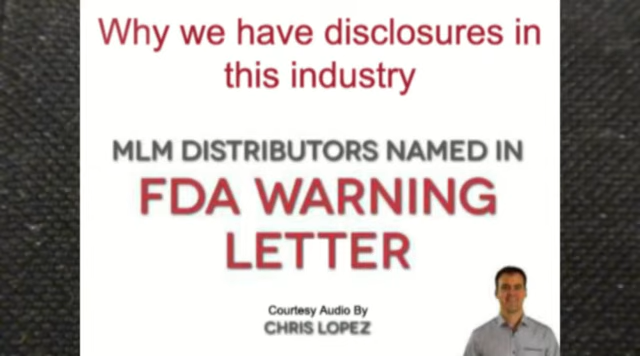 Why we have disclosures in
this industry
MLM DISTRIBUTORS NAMED IN
FDA WARNING
LETTER
Courtesy Audio By
CHRIS LOPEZ